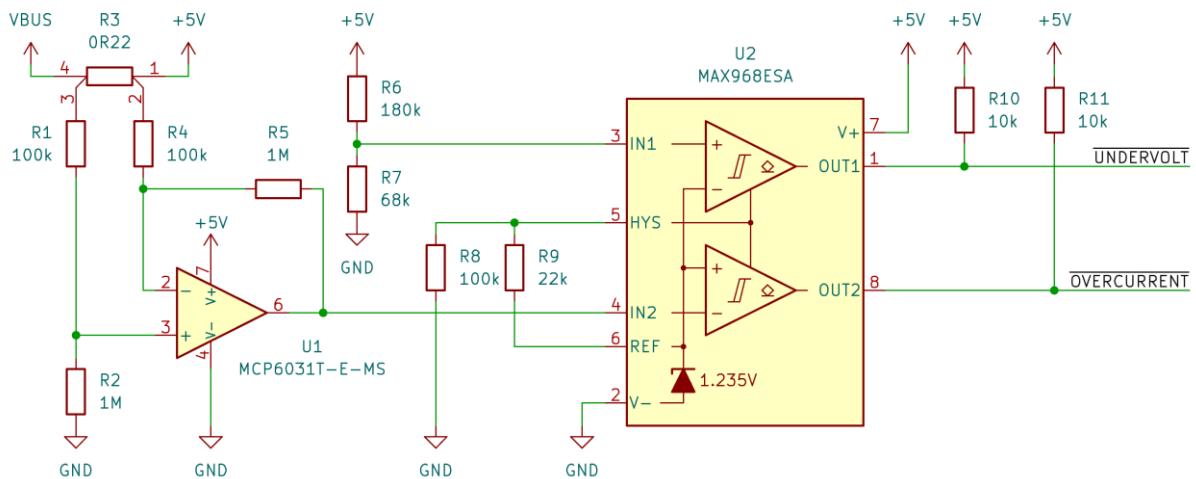 VBUS
R3
0R22
+5V
4
1
3
2
R1
100k
R4
100k
R5
1M
+5V
2
−
3
+
7
V+
V-
4
6
U1
MCP6031T-E-MS
R2
1M
GND
GND
+5V
R6
180k
R7
68k
GND
R8
100k
R9
22k
GND
GND
U2
MAX968ESA
3
IN1
5
HYS
4
IN2
6
REF
2
V-
+
−
+
−
1.235V
V+
7
OUT1
1
OUT2
8
+5V
+5V
+5V
R10
10k
R11
10k
UNDERVOLT
OVERCURRENT